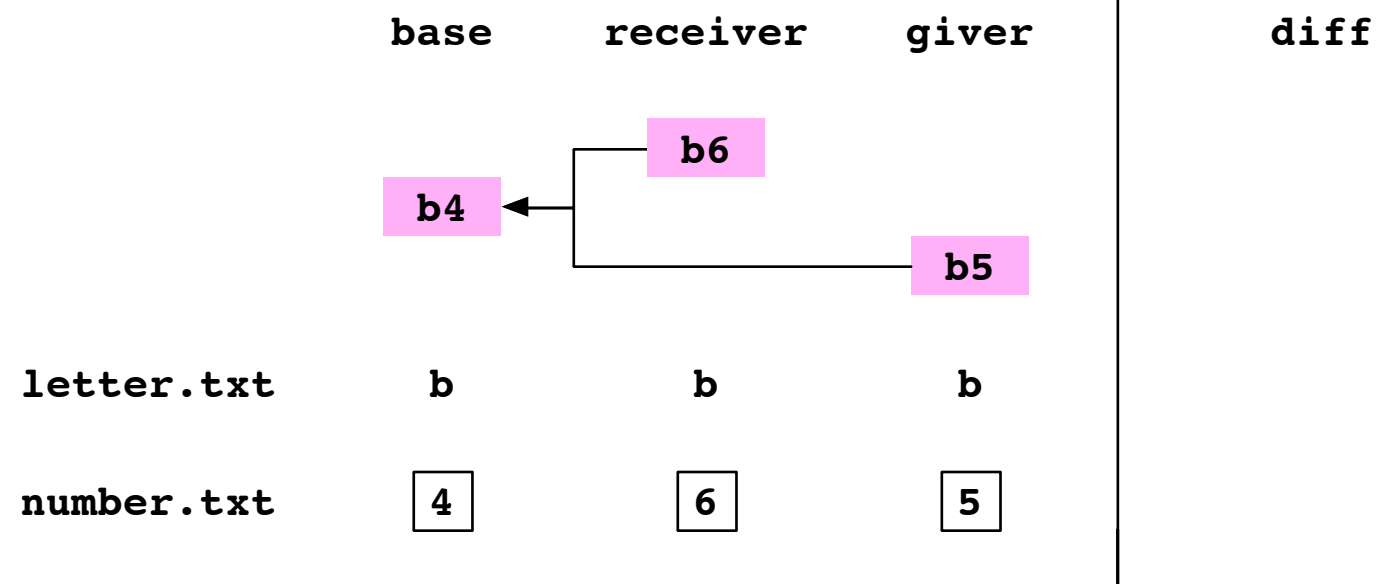 base receiver giver diff
b6
b4
b5
letter.txt b b b
number.txt 4 6 5